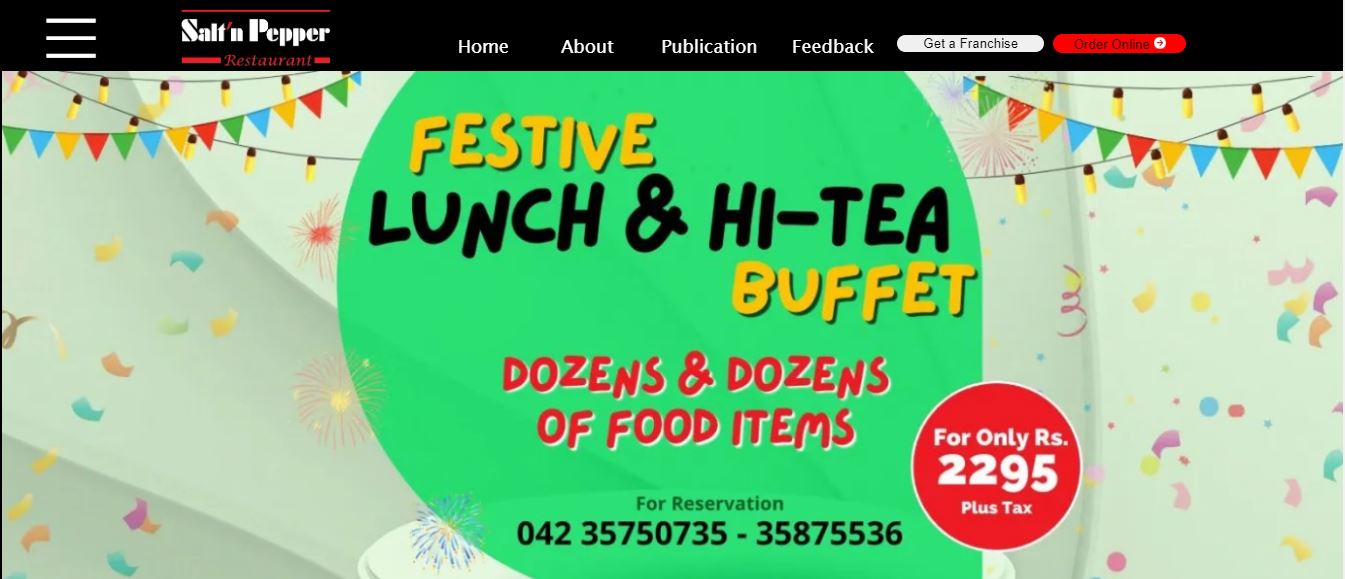 Salt'n Pepper
Restaurant
Home About Publication Feedback Get a Franchise Order Online
FESTIVE
LUNCH & HI-TEA
BUFFET
DOZENS & DOZENS
OF FOOD ITEMS
For Only Rs.
2295
Plus Tax
For Reservation
042 35750735 - 35875536